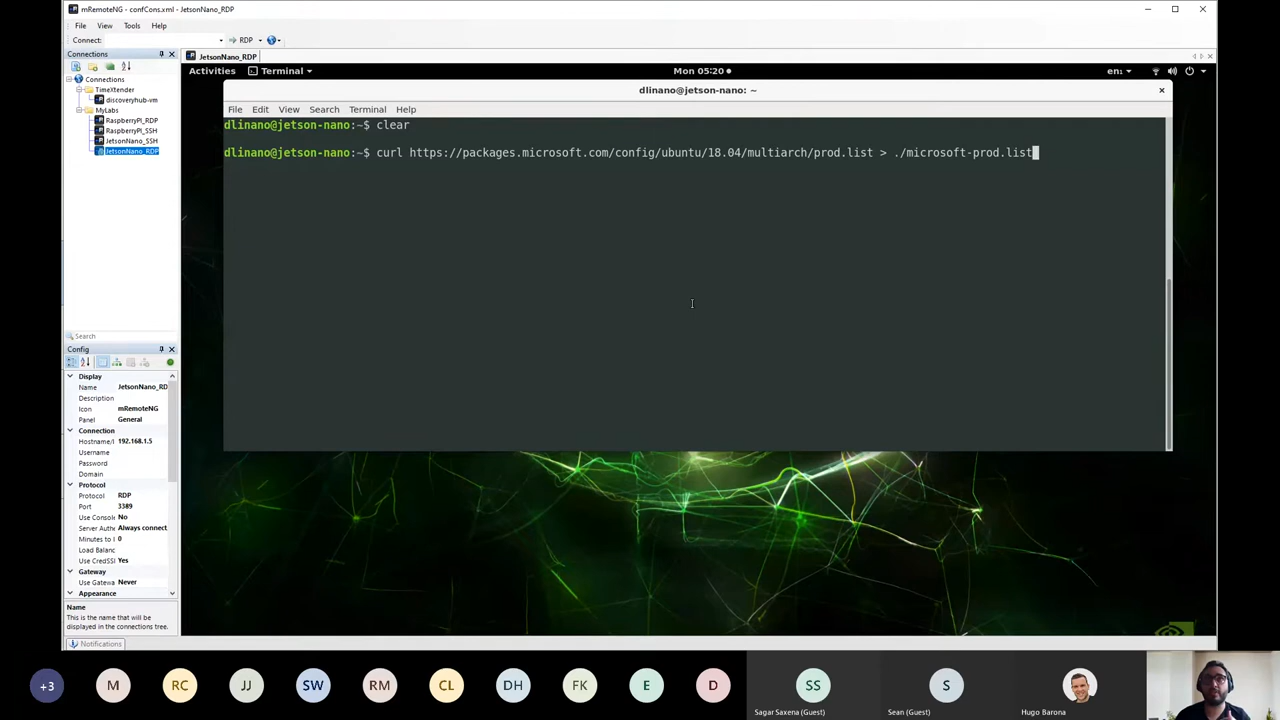 mRemoteNG - confCons.xml - JetsonNano_RDP
File View Tools Help
Connect: RDP
Connections
JetsonNano_RDP
Activities Terminal Mon 05:20 en1
Connections
TimeXtender
discoveryhub-vm
MyLabs
RaspberryPI_RDP
RaspberryPI_SSH
JetsonNano_SSH
JetsonNano_RDP
dlinano@jetson-nano: ~
File Edit View Search Terminal Help
dlinano@jetson-nano:~$ clear
dlinano@jetson-nano:~$ curl https://packages.microsoft.com/config/ubuntu/18.04/multiarch/prod.list > ./microsoft-prod.list
Search
Config
Display
Name JetsonNano_RD
Description
Icon mRemoteNG
Panel General
Connection
Hostname/I 192.168.1.5
Username
Password
Domain
Protocol
Protocol RDP
Port 3389
Use Console No
Server Authe Always connect
Minutes to I 0
Load Balanc
Use CredSSI Yes
Gateway
Use Gatewa Never
Appearance
Name
This is the name that will be
displayed in the connections tree.
Notifications
+3 M RC JJ SW RM CL DH FK E D SS S
Sagar Saxena (Guest) Sean (Guest) Hugo Barona